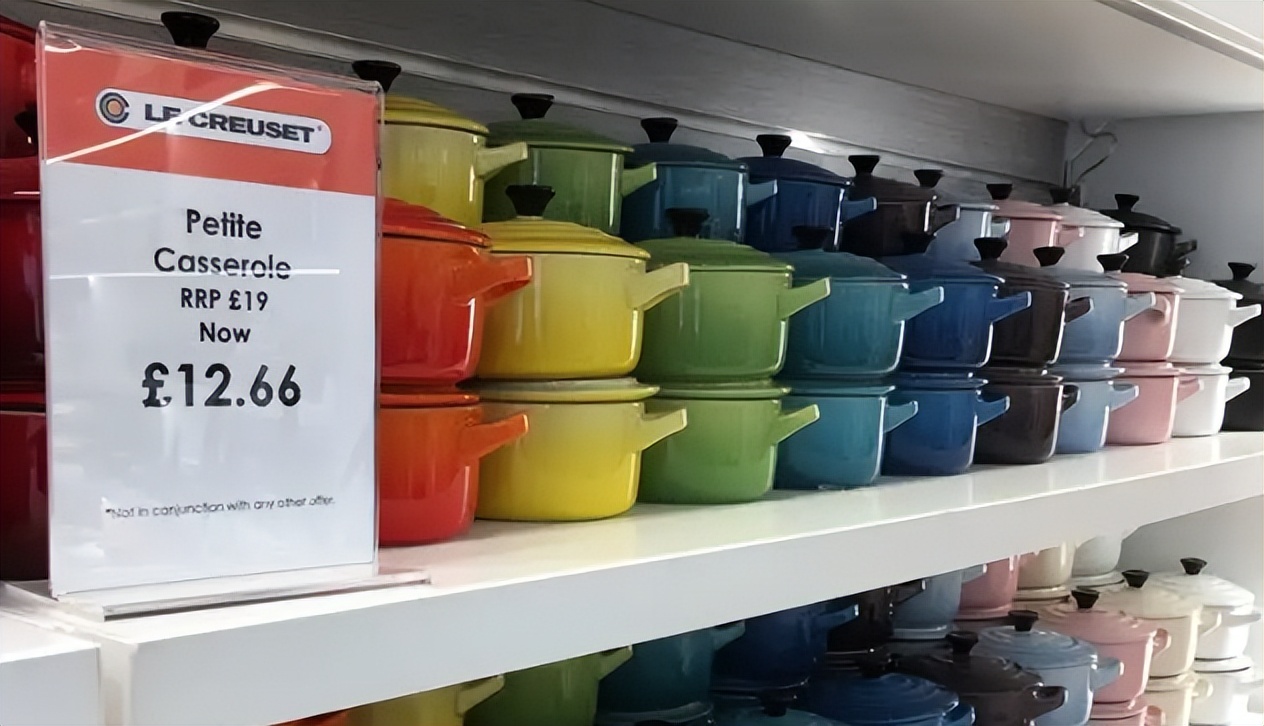 LE CREUSET®
Petite
Casserole
RRP £19
Now
£12.66
*Not in conjunction with any other offer.